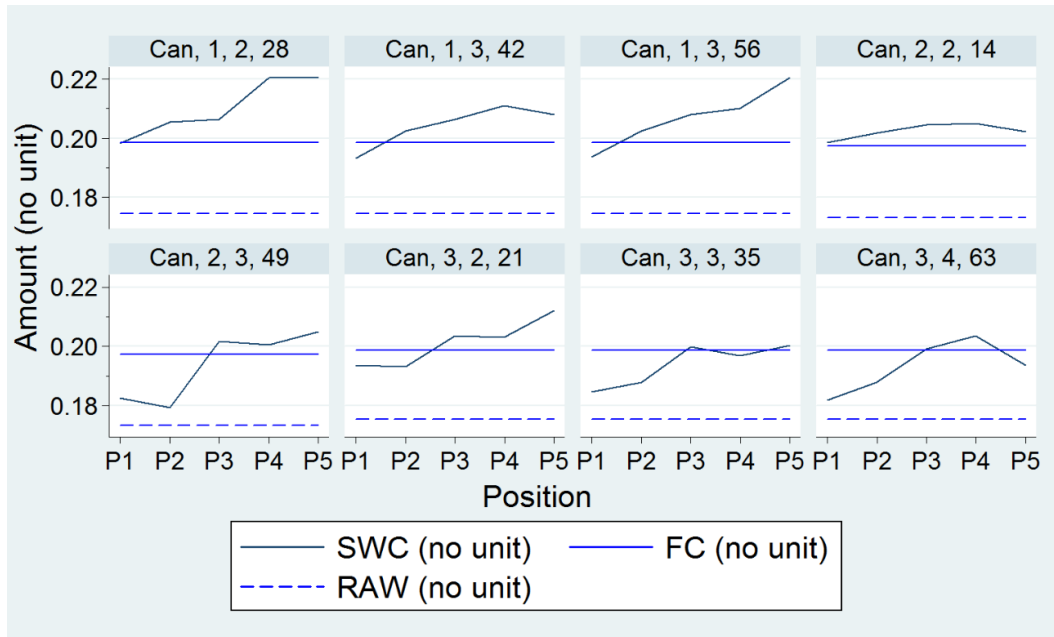 Can, 1, 2, 28
Can, 1, 3, 42
Can, 1, 3, 56
Can, 2, 2, 14
0.22
0.20
0.18
Can, 2, 3, 49
Can, 3, 2, 21
Can, 3, 3, 35
Can, 3, 4, 63
0.22
0.20
0.18
Amount (no unit)
P1 P2 P3 P4 P5
P1 P2 P3 P4 P5
P1 P2 P3 P4 P5
P1 P2 P3 P4 P5
Position
SWC (no unit)
FC (no unit)
RAW (no unit)